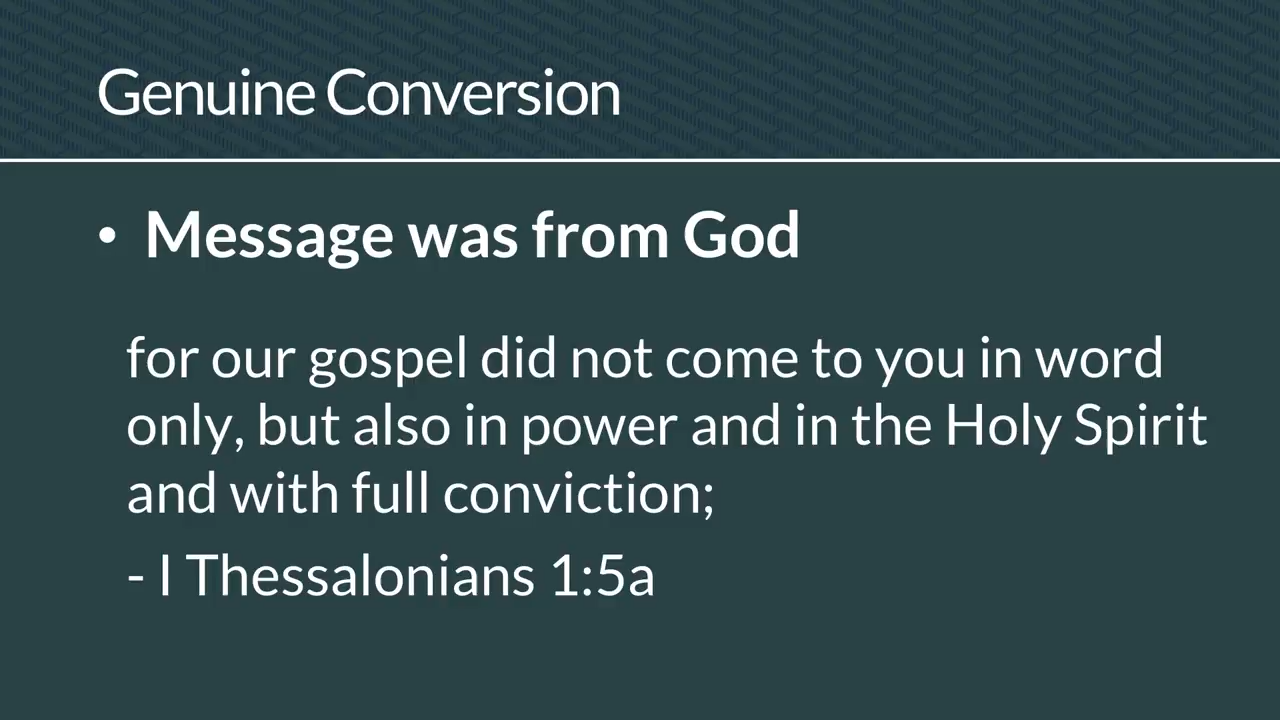 Genuine Conversion
• Message was from God
for our gospel did not come to you in word
only, but also in power and in the Holy Spirit
and with full conviction;
- I Thessalonians 1:5a